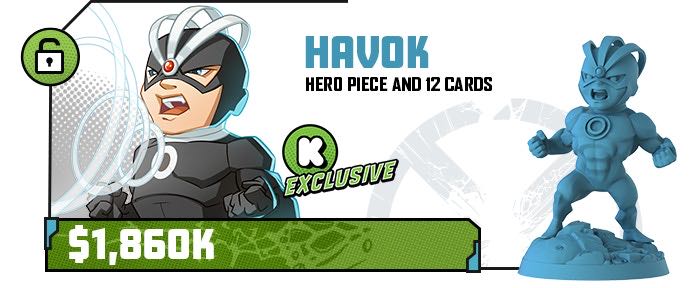 HAVOK
HERO PIECE AND 12 CARDS
K
EXCLUSIVE
$1,860K